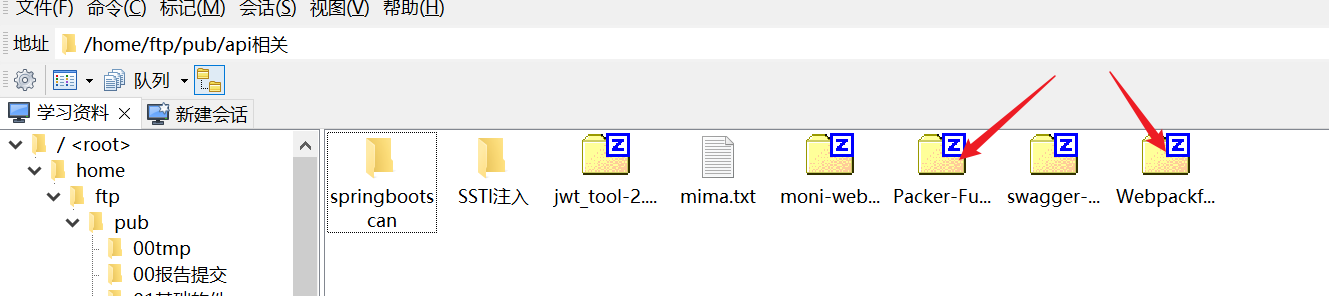 文件(F) 命令(C) 标记(M) 会话(S) 视图(V) 帮助(H)
地址 /home/ftp/pub/api相关
队列
学习资料 新建会话
/ <root>
home
ftp
pub
00tmp
00报告提交
springboots
can
SSTI注入
jwt_tool-2....
mima.txt
moni-web...
Packer-Fu...
swagger-...
Webpackf...